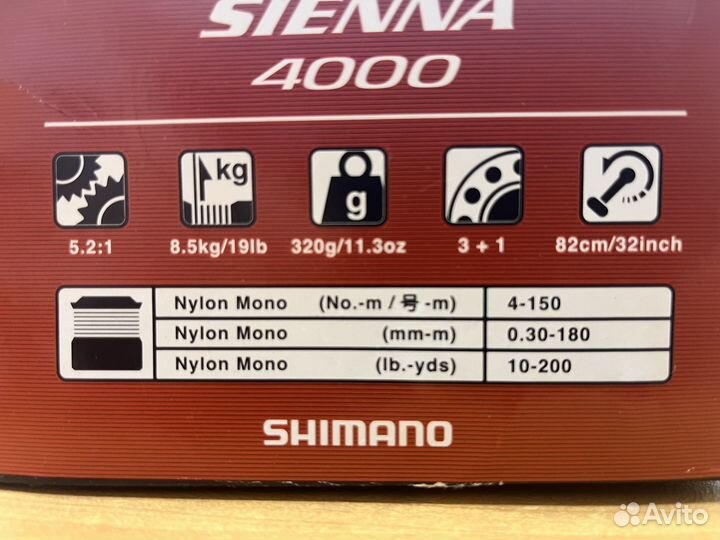 SIENNA
4000
kg
g
5.2:1 8.5kg/19lb 320g/11.3oz 3 + 1 82cm/32inch
Nylon Mono (No.-m / 号 -m) 4-150
Nylon Mono (mm-m) 0.30-180
Nylon Mono (lb.-yds) 10-200
SHIMANO
Avito